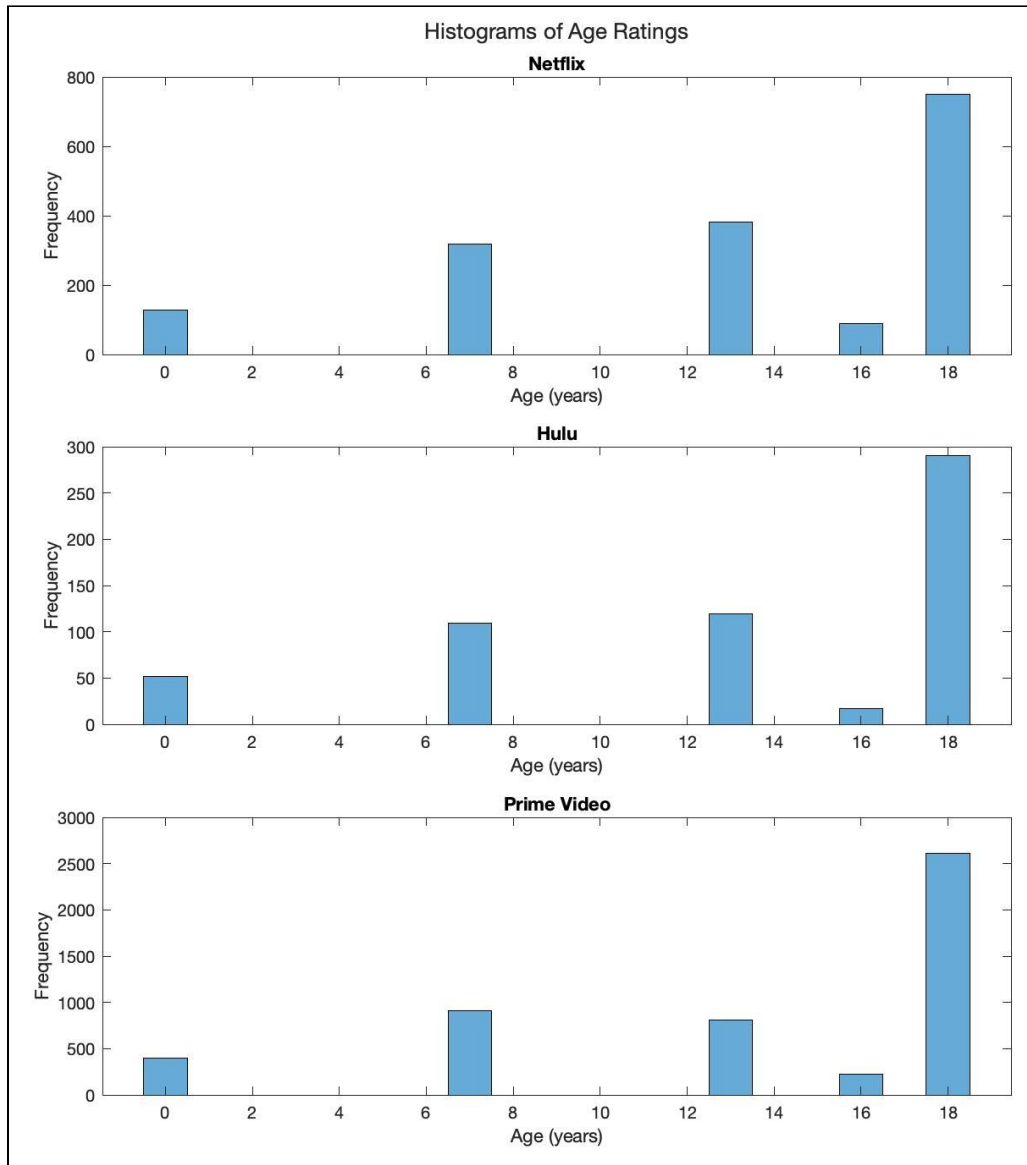 Histograms of Age Ratings
Netflix
800
600
400
200
0
Frequency
0 2 4 6 8 10 12 14 16 18
Age (years)
Hulu
300
250
200
150
100
50
0
Frequency
0 2 4 6 8 10 12 14 16 18
Age (years)
Prime Video
3000
2500
2000
1500
1000
500
0
Frequency
0 2 4 6 8 10 12 14 16 18
Age (years)